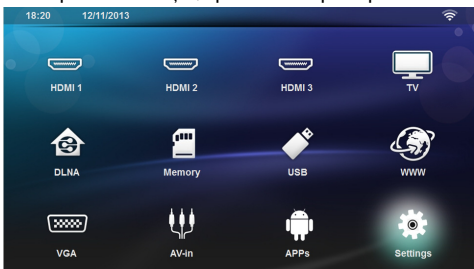 18:20 12/11/2013
HDMI 1 HDMI 2 HDMI 3 TV
DLNA Memory USB WWW
VGA AV-in APPs Settings